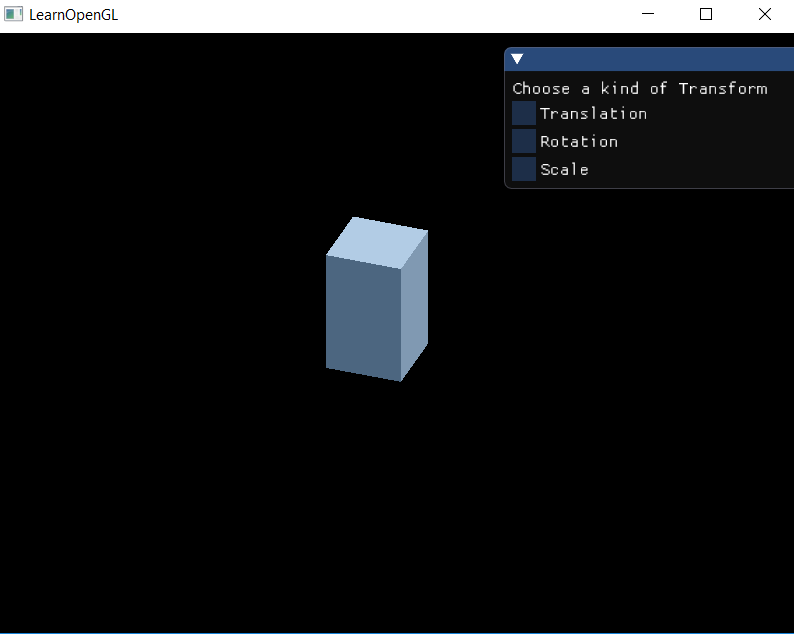 LearnOpenGL
Choose a kind of Transform
Translation
Rotation
Scale